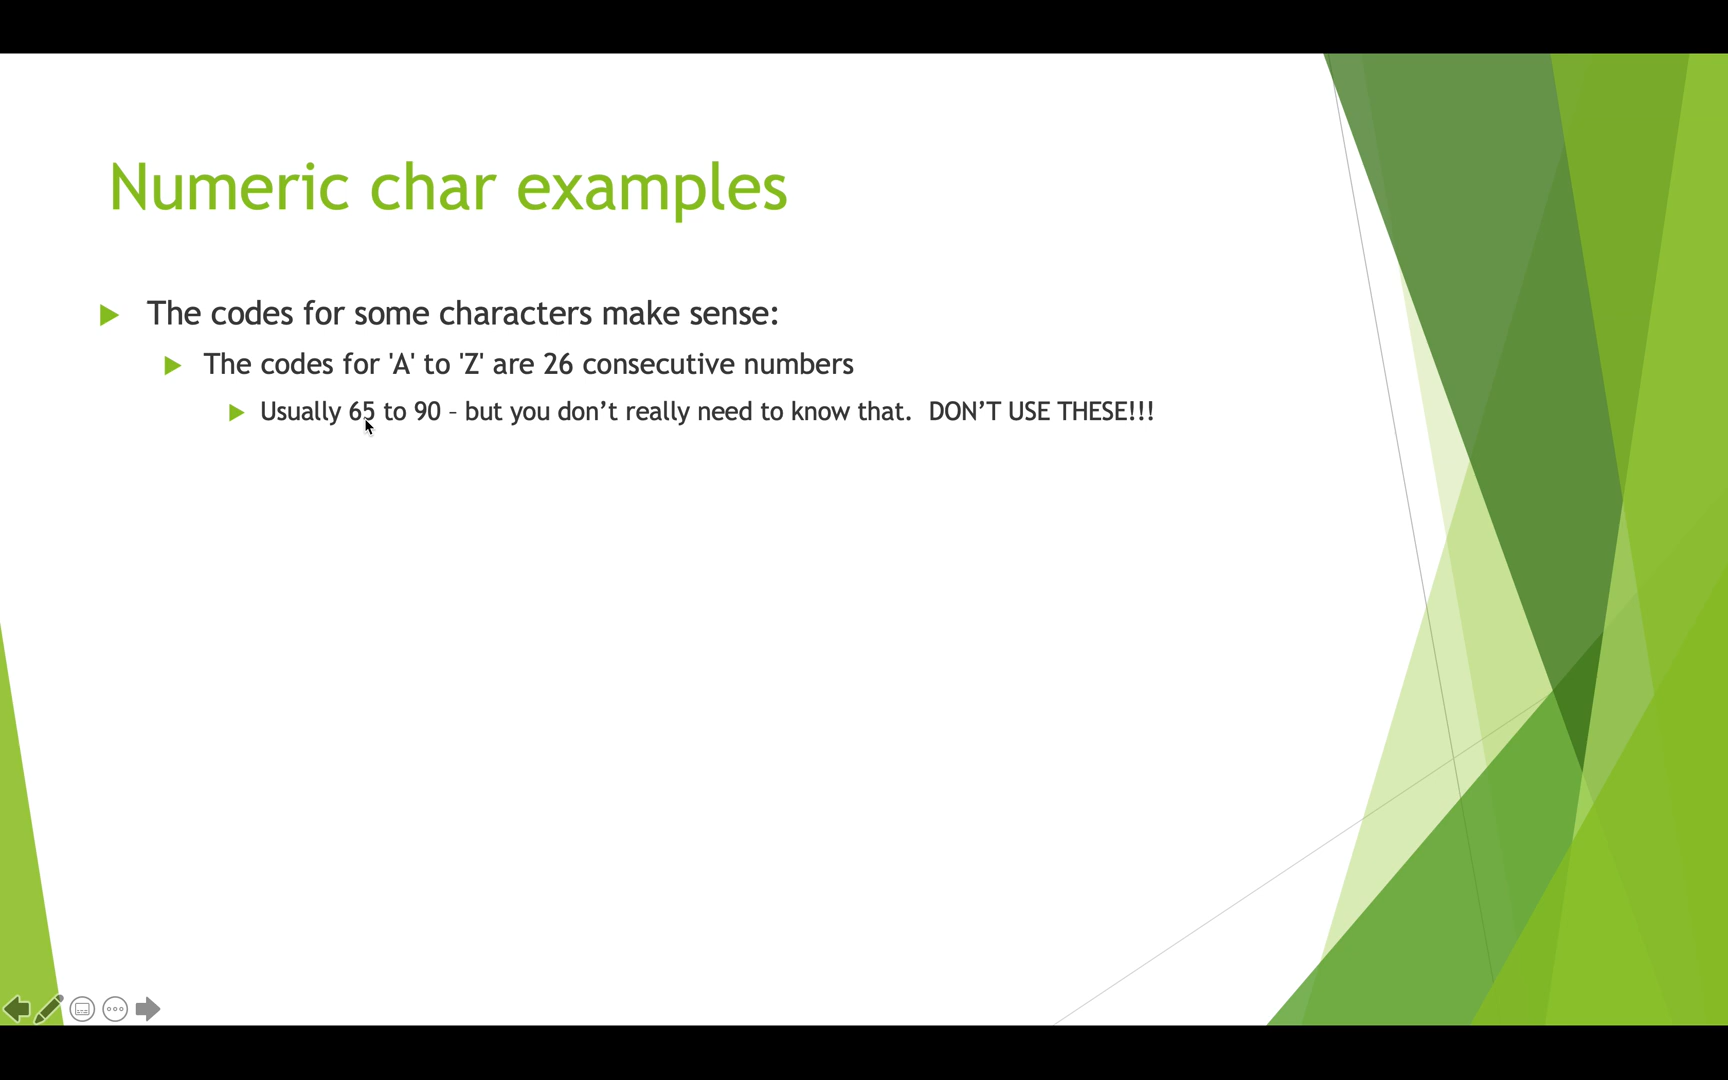 Numeric char examples
The codes for some characters make sense:
The codes for 'A' to 'Z' are 26 consecutive numbers
Usually 65 to 90 – but you don’t really need to know that.  DON’T USE THESE!!!